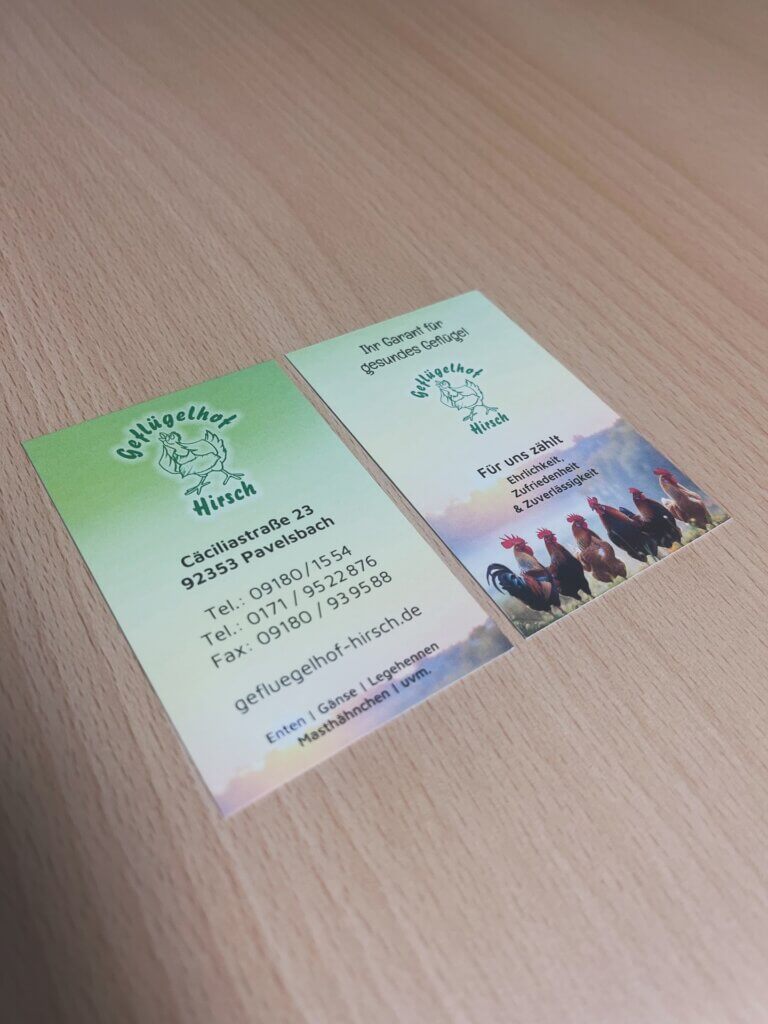 Geflügelhof
Hirsch
Cäciliastraße 23
92353 Pavelsbach
Tel.: 09180/1554
Tel.: 0171 / 9522876
Fax: 09180 / 939588
gefluegelhof-hirsch.de
Enten | Gänse | Legehennen
Masthähnchen | uvm.
Ihr Garant für
gesundes Geflügel
Geflügelhof
Hirsch
Für uns zählt
Ehrlichkeit,
Zufriedenheit
& Zuverlässigkeit